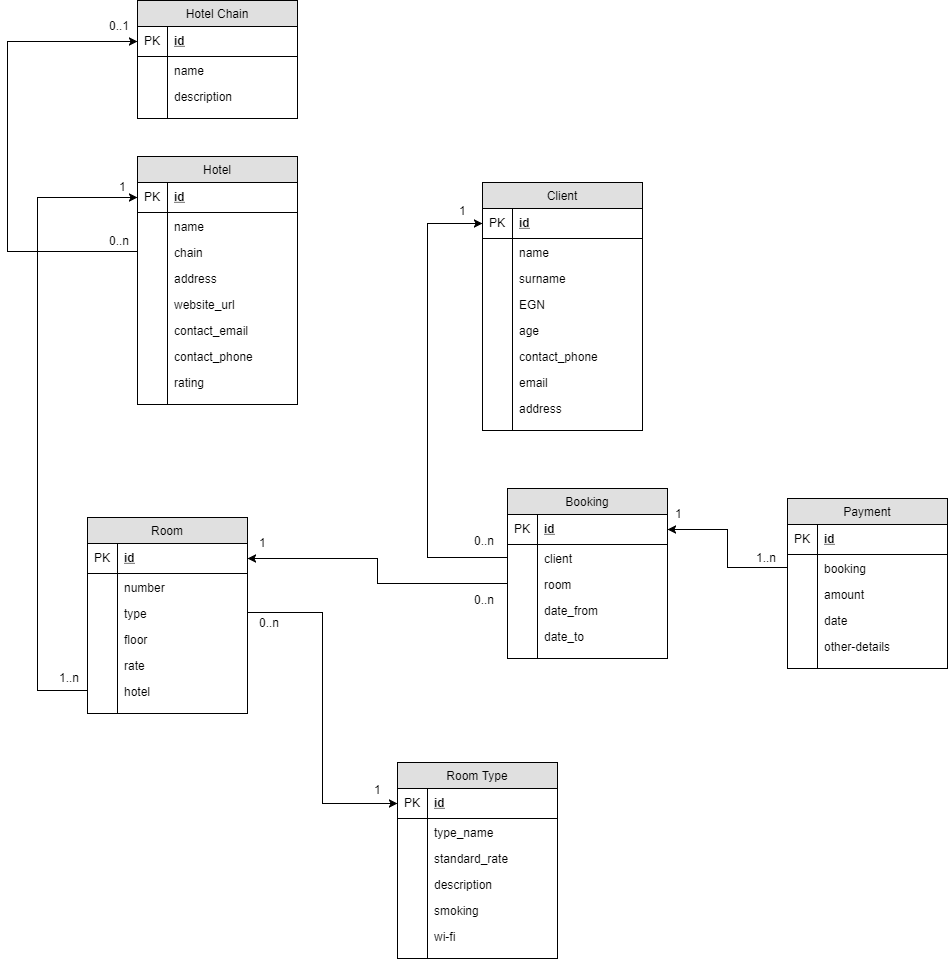 Hotel Chain
0..1
PK id
name
description
Hotel
1
PK id
name
0..n
chain
address
website_url
contact_email
contact_phone
rating
Client
1
PK id
name
surname
EGN
age
contact_phone
email
address
Booking
PK id
0..n
client
room
0..n
date_from
date_to
1
Payment
PK id
1..n
booking
amount
date
other-details
Room
1
PK id
number
type
0..n
floor
rate
1..n
hotel
Room Type
1
PK id
type_name
standard_rate
description
smoking
wi-fi